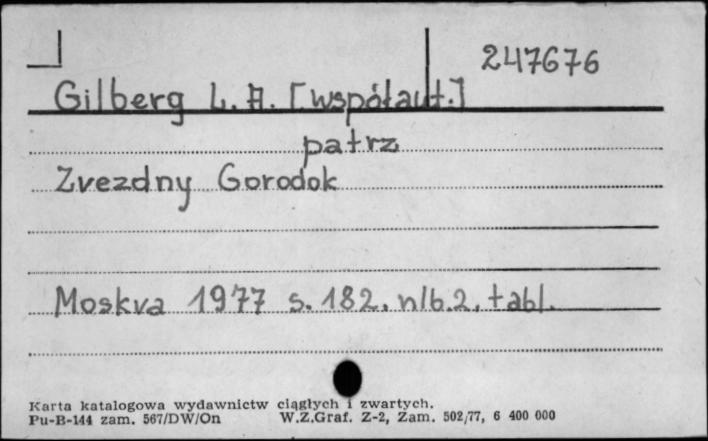 247676
Gilberg L. A. [współaut.]
patrz
Zvezdny Gorodok
Moskva 1977 s. 182, nlb. 2, tabl.
Karta katalogowa wydawnictw ciągłych i zwartych.
Pu-B-144 zam. 567/DW/On W.Z.Graf. Z-2, Zam. 502/77, 6 400 000